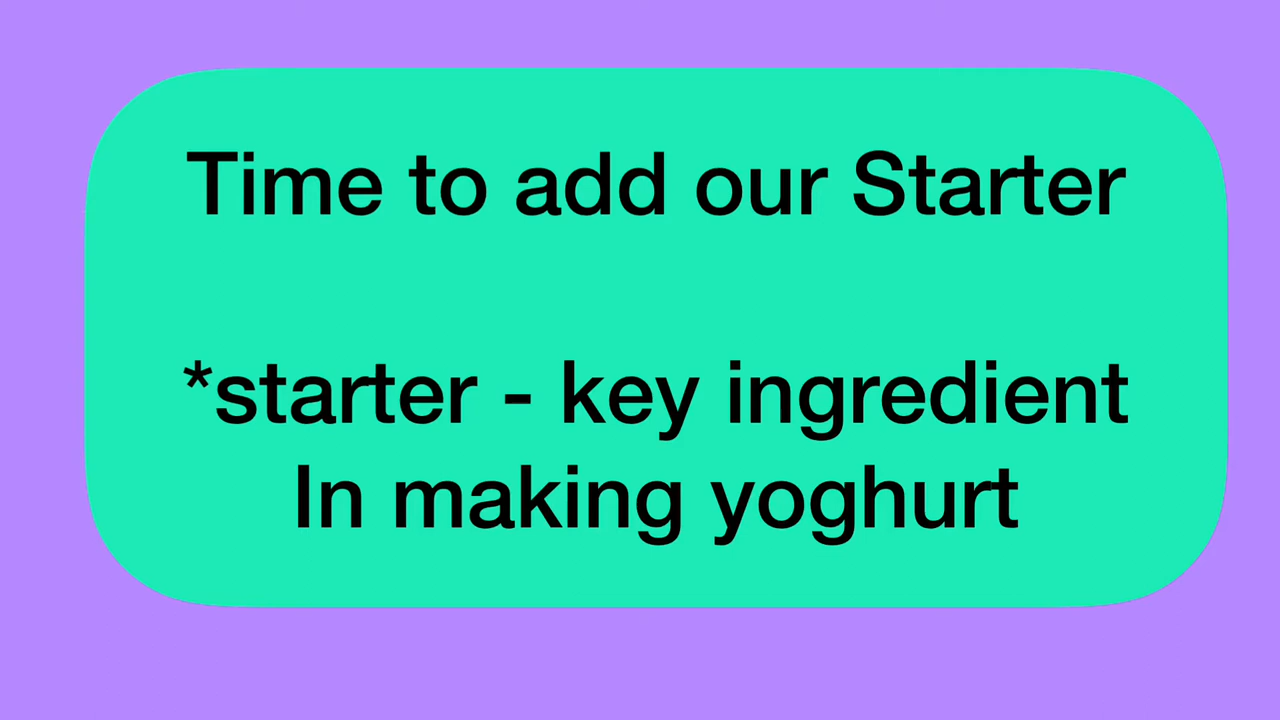 Time to add our Starter
*starter - key ingredient
In making yoghurt